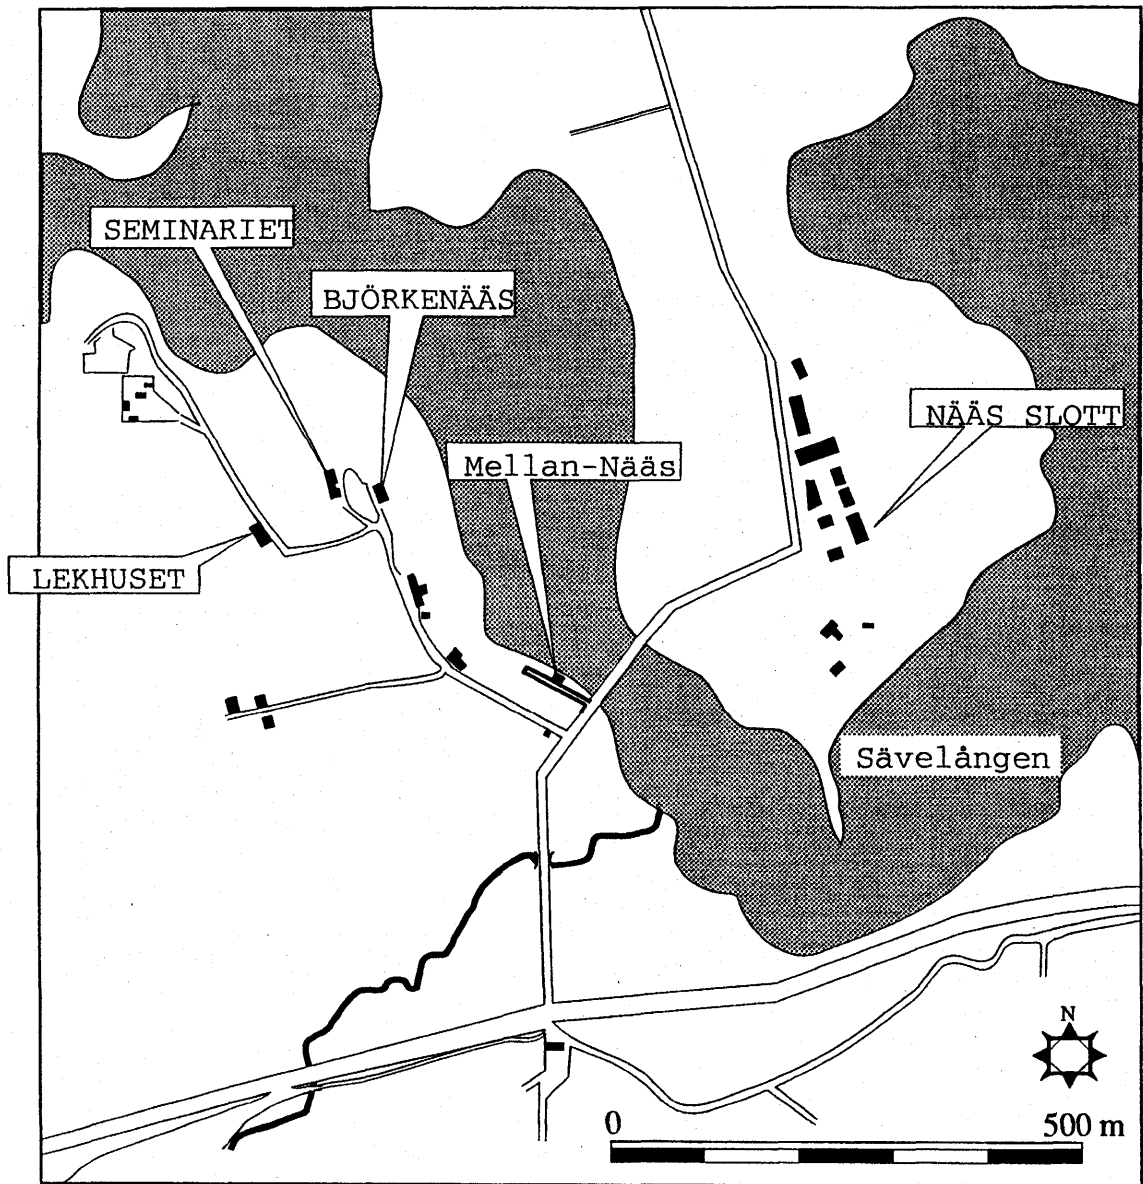 SEMINARIET
BJÖRKENÄÄS
NÄÄS SLOTT
Mellan-Nääs
LEKHUSET
Sävelången
N
0 500 m